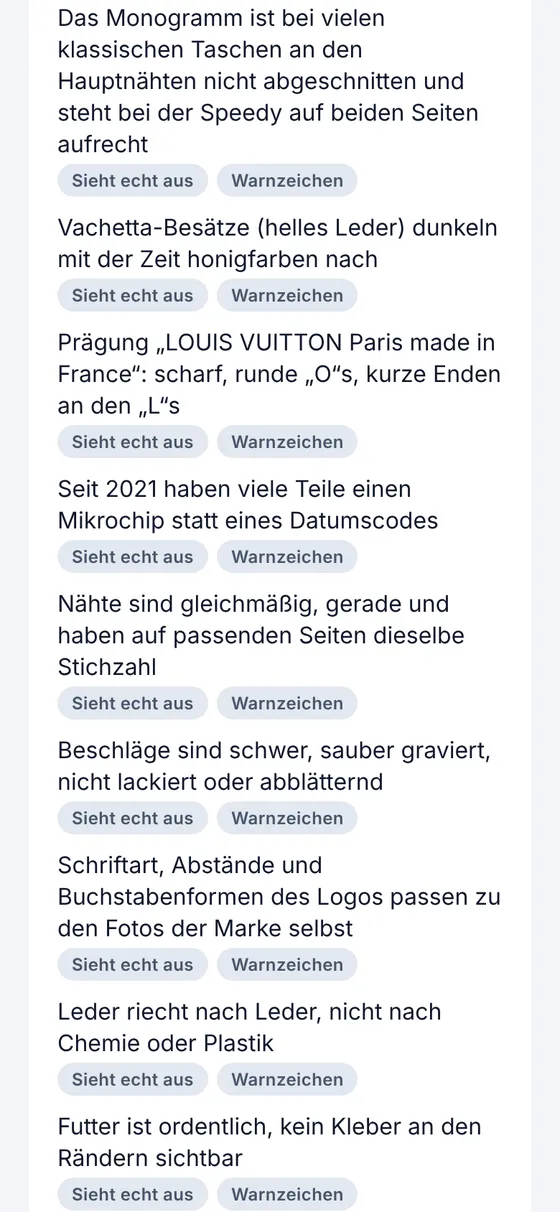 Das Monogramm ist bei vielen
klassischen Taschen an den
Hauptnähten nicht abgeschnitten und
steht bei der Speedy auf beiden Seiten
aufrecht
Sieht echt aus Warnzeichen
Vachetta-Besätze (helles Leder) dunkeln
mit der Zeit honigfarben nach
Sieht echt aus Warnzeichen
Prägung „LOUIS VUITTON Paris made in
France“: scharf, runde „O“s, kurze Enden
an den „L“s
Sieht echt aus Warnzeichen
Seit 2021 haben viele Teile einen
Mikrochip statt eines Datumscodes
Sieht echt aus Warnzeichen
Nähte sind gleichmäßig, gerade und
haben auf passenden Seiten dieselbe
Stichzahl
Sieht echt aus Warnzeichen
Beschläge sind schwer, sauber graviert,
nicht lackiert oder abblätternd
Sieht echt aus Warnzeichen
Schriftart, Abstände und
Buchstabenformen des Logos passen zu
den Fotos der Marke selbst
Sieht echt aus Warnzeichen
Leder riecht nach Leder, nicht nach
Chemie oder Plastik
Sieht echt aus Warnzeichen
Futter ist ordentlich, kein Kleber an den
Rändern sichtbar
Sieht echt aus Warnzeichen